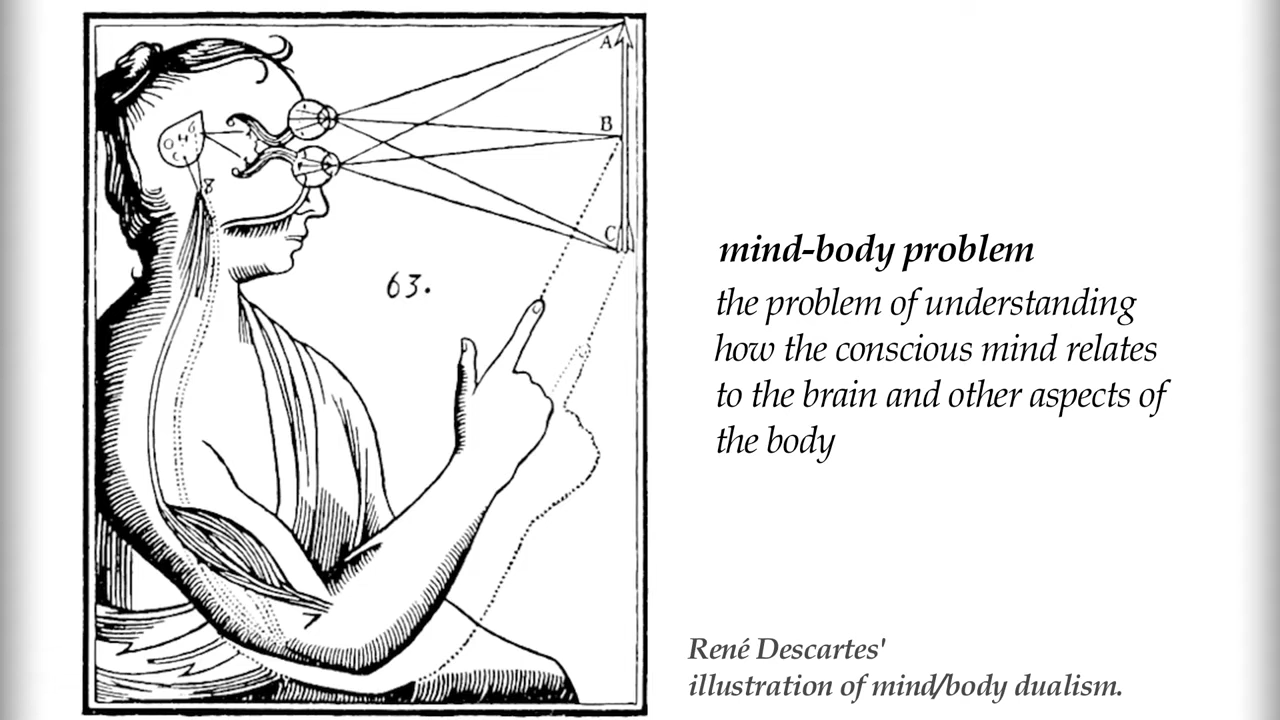 A
B
C
8
63.
mind-body problem
the problem of understanding
how the conscious mind relates
to the brain and other aspects of
the body
René Descartes'
illustration of mind/body dualism.